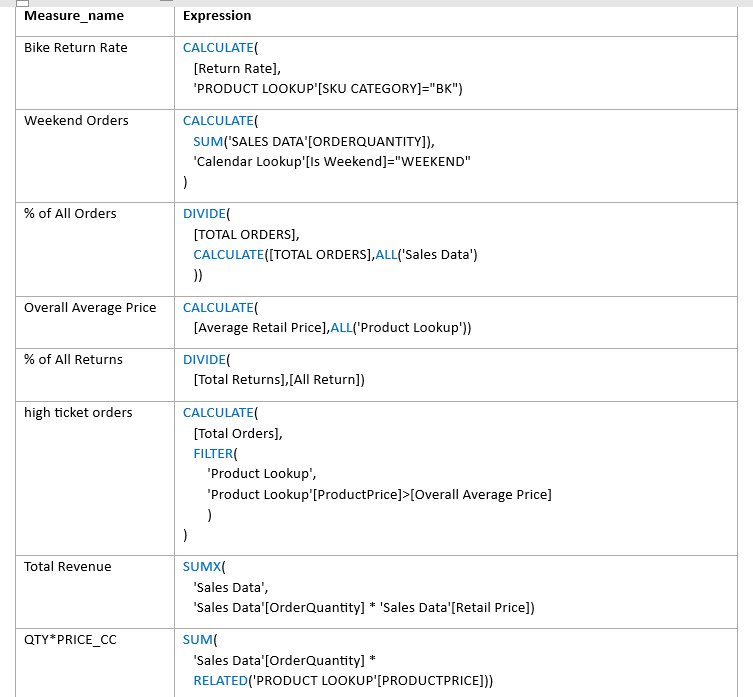 Measure_name Expression
Bike Return Rate CALCULATE(
[Return Rate],
'PRODUCT LOOKUP'[SKU CATEGORY]="BK")
Weekend Orders CALCULATE(
SUM('SALES DATA'[ORDERQUANTITY]),
'Calendar Lookup'[Is Weekend]="WEEKEND"
)
% of All Orders DIVIDE(
[TOTAL ORDERS],
CALCULATE([TOTAL ORDERS],ALL('Sales Data')
))
Overall Average Price CALCULATE(
[Average Retail Price],ALL('Product Lookup'))
% of All Returns DIVIDE(
[Total Returns],[All Return])
high ticket orders CALCULATE(
[Total Orders],
FILTER(
'Product Lookup',
'Product Lookup'[ProductPrice]>[Overall Average Price]
)
)
Total Revenue SUMX(
'Sales Data',
'Sales Data'[OrderQuantity] * 'Sales Data'[Retail Price])
QTY*PRICE_CC SUM(
'Sales Data'[OrderQuantity] *
RELATED('PRODUCT LOOKUP'[PRODUCTPRICE]))